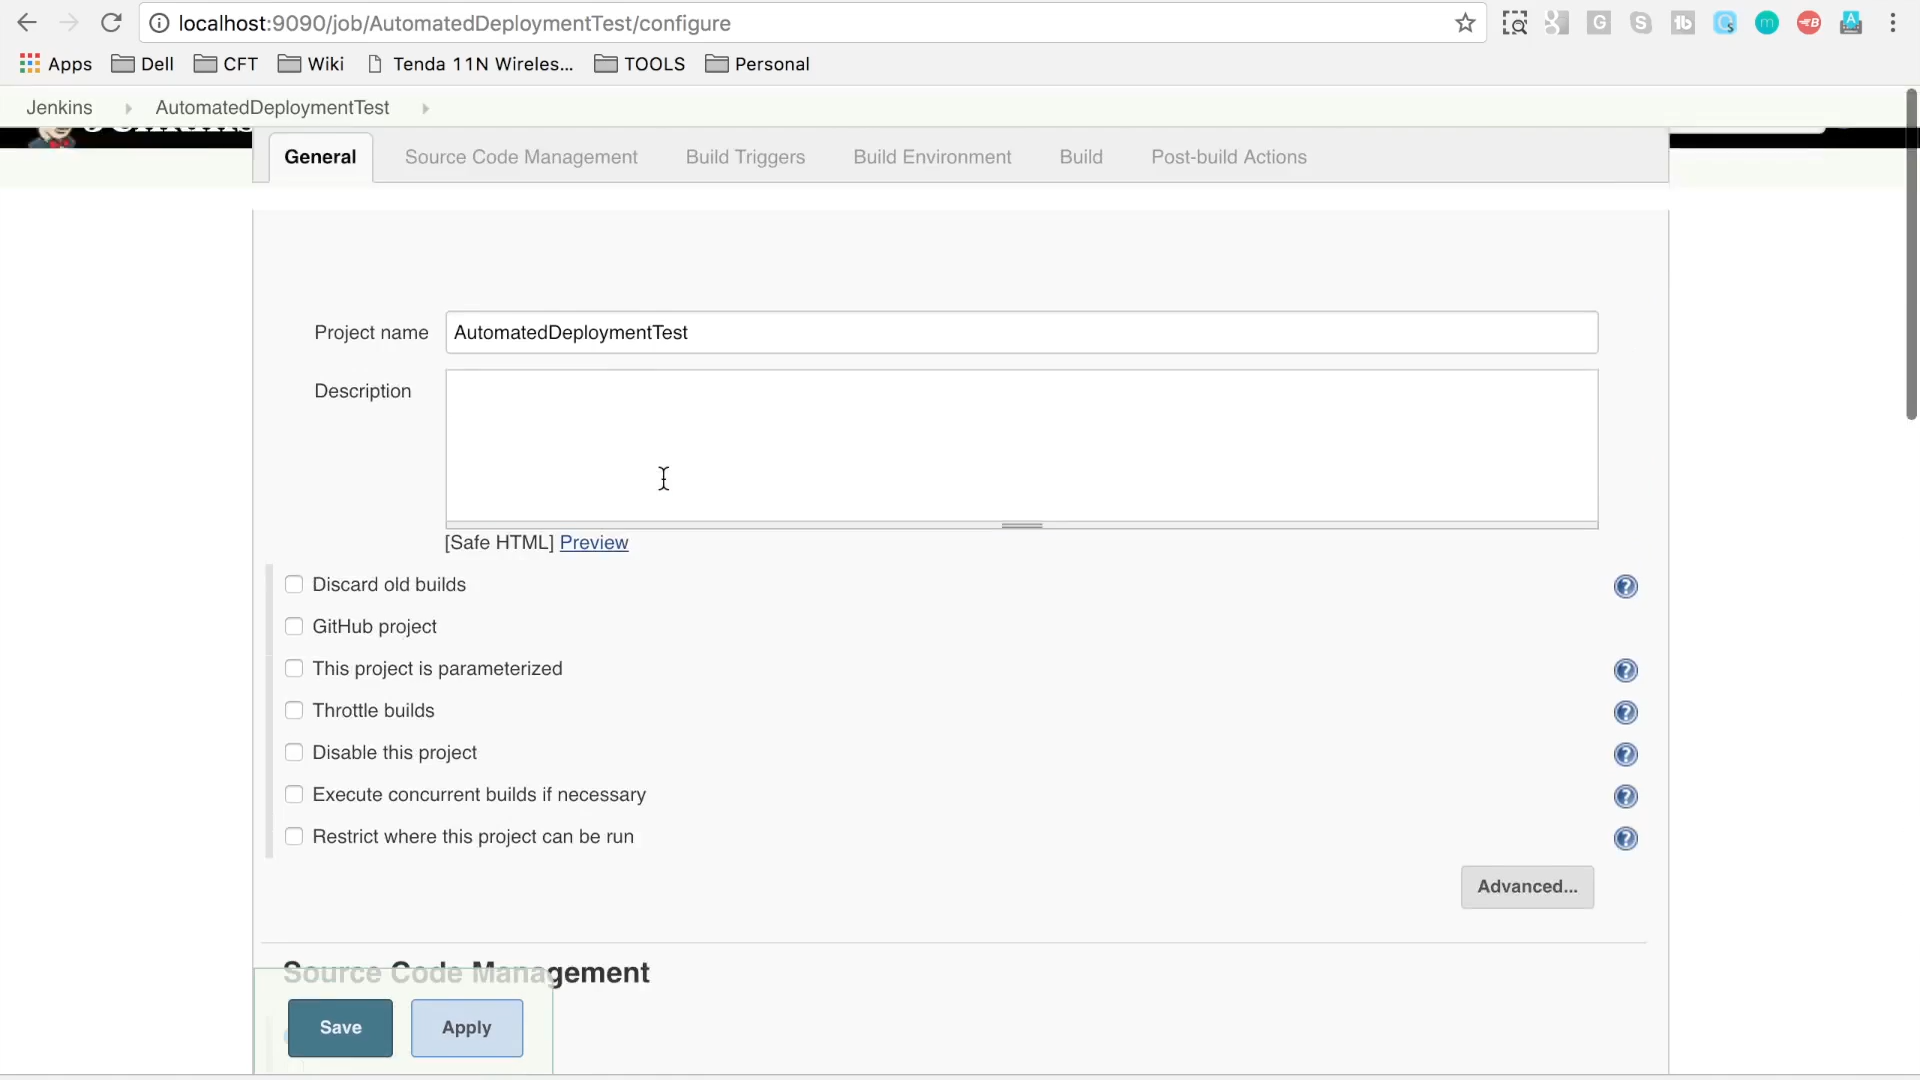 localhost:9090/job/AutomatedDeploymentTest/configure
Apps Dell CFT Wiki Tenda 11N Wireles... TOOLS Personal
Jenkins AutomatedDeploymentTest
General Source Code Management Build Triggers Build Environment Build Post-build Actions
Project name AutomatedDeploymentTest
Description
[Safe HTML] Preview
Discard old builds
GitHub project
This project is parameterized
Throttle builds
Disable this project
Execute concurrent builds if necessary
Restrict where this project can be run
Advanced...
Source Code Management
Save Apply